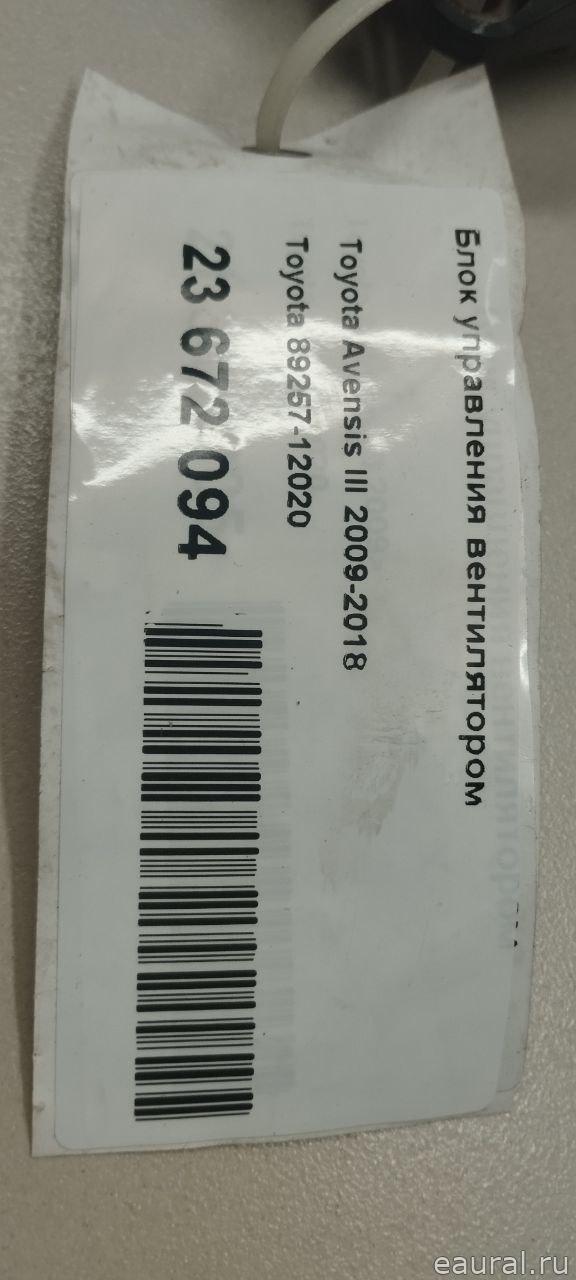 Блок управления вентилятором
Toyota Avensis III 2009-2018
Toyota 89257-12020
23 672 094
eaural.ru